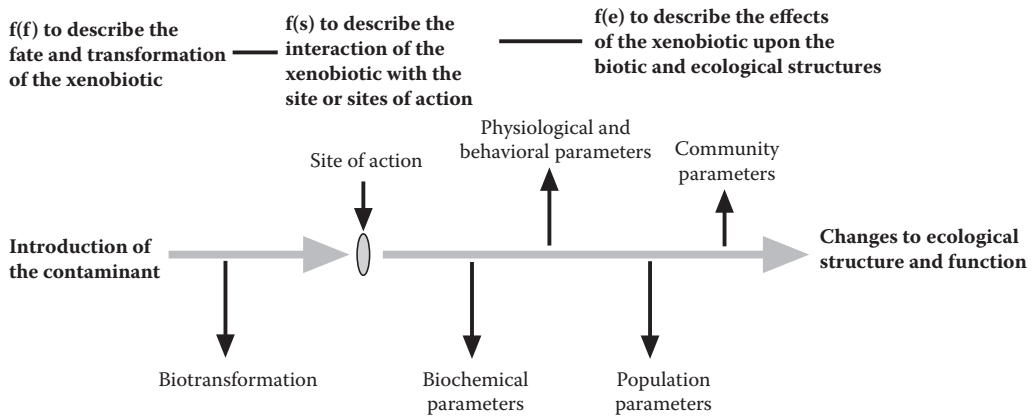 f(f) to describe the
fate and transformation
of the xenobiotic
f(s) to describe the
interaction of the
xenobiotic with the
site or sites of action
f(e) to describe the effects
of the xenobiotic upon the
biotic and ecological structures
Physiological and
behavioral parameters
Site of action
Community
parameters
Introduction of
the contaminant
Changes to ecological
structure and function
Biotransformation
Biochemical
parameters
Population
parameters